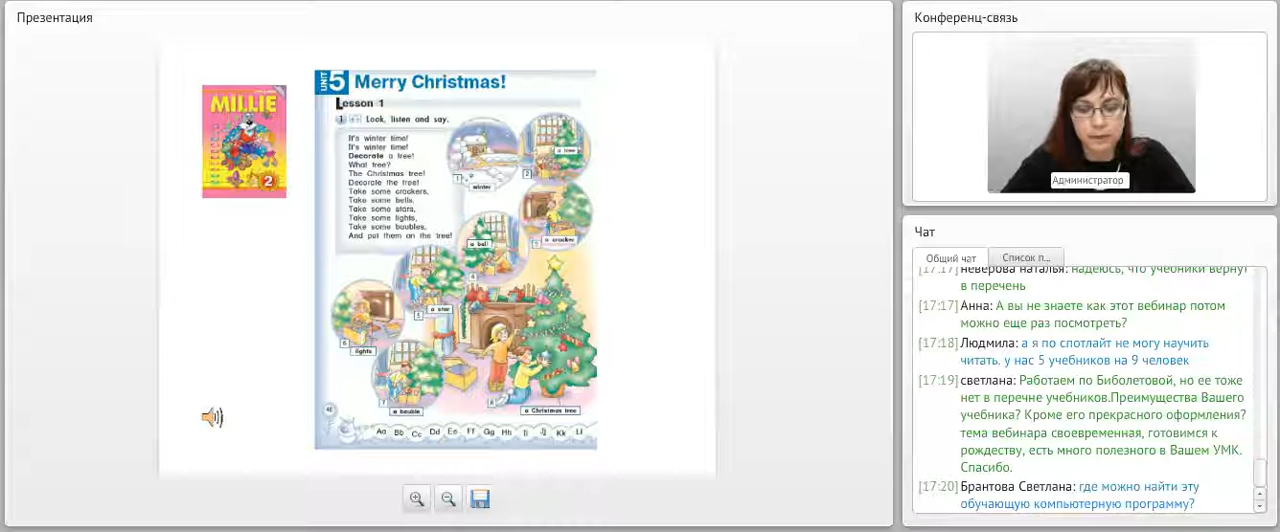 Презентация
MILLIE
2
UNIT 5 Merry Christmas!
Lesson 1
1 Look, listen and say.
It's winter time!
It's winter time!
Decorate a tree!
What tree?
The Christmas tree!
Decorate the tree!
Take some crackers,
Take some bells,
Take some stars,
Take some lights,
Take some baubles,
And put them on the tree!
1 winter
2 a tree
a cracker
a bell
a star
6 lights
a bauble
a Christmas tree
Aa Bb Cc Dd Ee Ff Gg Hh Ii Jj Kk Ll
Конференц-связь
Администратор
Чат
Общий чат
Список п...
[17:17] неверова наталья: надеюсь, что учебники вернут
в перечень
[17:17] Анна: А вы не знаете как этот вебинар потом
можно еще раз посмотреть?
[17:18] Людмила: а я по спотлайт не могу научить
читать. у нас 5 учебников на 9 человек
[17:19] светлана: Работаем по Биболетовой, но ее тоже
нет в перечне учебников.Преимущества Вашего
учебника? Кроме его прекрасного оформления?
тема вебинара своевременная, готовимся к
рождеству, есть много полезного в Вашем УМК.
Спасибо.
[17:20] Брантова Светлана: где можно найти эту
обучающую компьютерную программу?